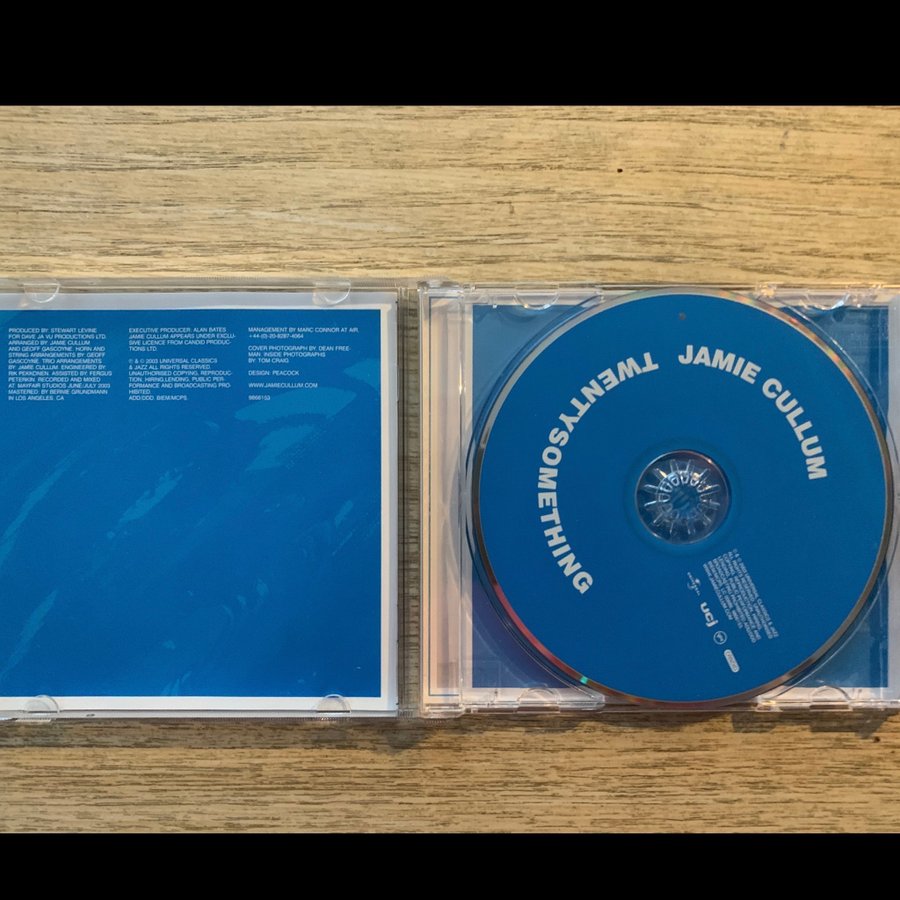 PRODUCED BY: STEWART LEVINE
FOR DAGU JA VU PRODUCTIONS LTD.
ARRANGED BY: JAMIE CULLUM
AND GEOFF GASCOYNE. HORN AND
STRING ARRANGEMENTS BY: GEOFF
GASCOYNE. TRIO ARRANGEMENTS
BY: JAMIE CULLUM. ENGINEERED BY:
RIK PEKKONEN. ASSISTED BY: FERGUS
PETERKIN. RECORDED AND MIXED
AT MAYFAIR STUDIOS JUNE/JULY 2003
MASTERED: BY BERNIE GRUNDMANN
IN LOS ANGELES, CA
EXECUTIVE PRODUCER: ALAN BATES
JAMIE CULLUM APPEARS UNDER EXCLU-
SIVE LICENCE FROM CANDID PRODUC-
TIONS LTD.
℗ & © 2003 UNIVERSAL CLASSICS
& JAZZ ALL RIGHTS RESERVED.
UNAUTHORISED COPYING, REPRODUC-
TION, HIRING,LENDING, PUBLIC PER-
FORMANCE AND BROADCASTING PRO-
HIBITED.
ADD/DDD. BIEM/MCPS.
MANAGEMENT BY MARC CONNOR AT AIR.
+44-(0)-20-8287-4064
COVER PHOTOGRAPH BY: DEAN FREE-
MAN INSIDE PHOTOGRAPHS
BY: TOM CRAIG
DESIGN: PEACOCK
WWW.JAMIECULLUM.COM
9866153
JAMIE CULLUM
TWENTYSOMETHING
ucj